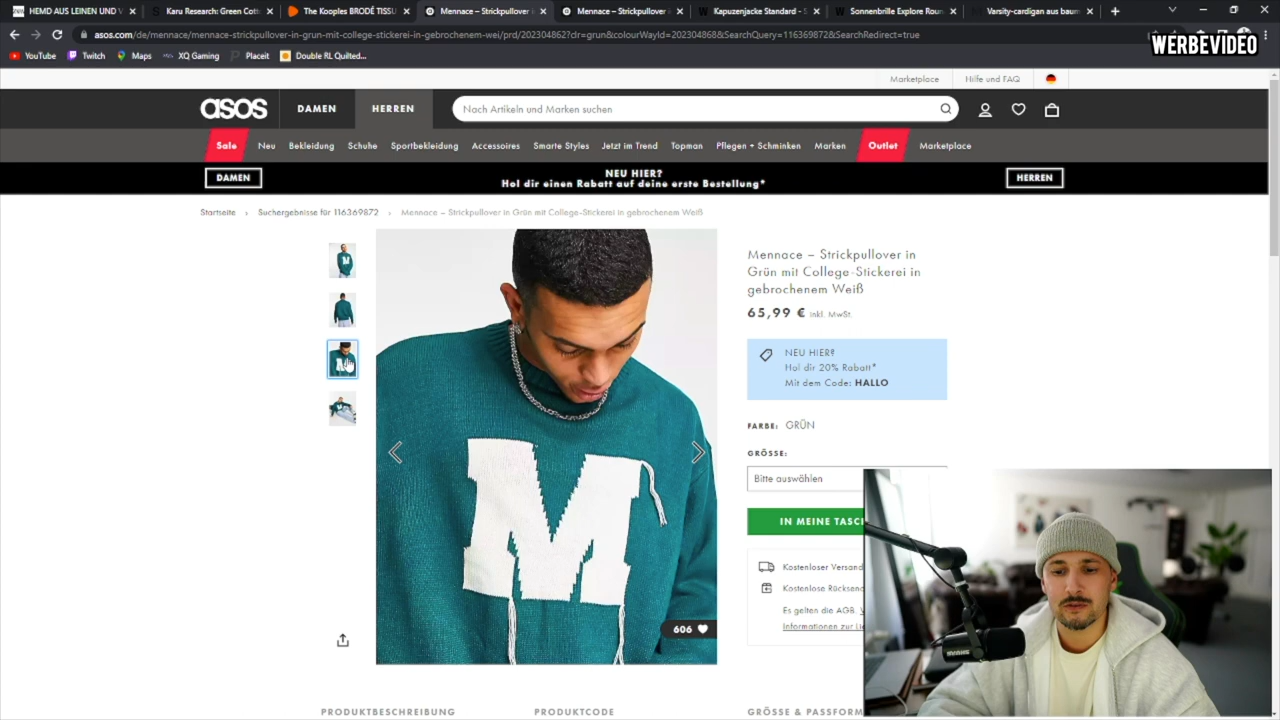 HEMD AUS LEINEN UND V
Karu Research: Green Cott
The Kooples BRODÉ TISSU
Mennace – Strickpullover in
Mennace – Strickpullover
Kapuzenjacke Standard - S
Sonnenbrille Explore Roun
Varsity-cardigan aus baum
asos.com/de/mennace/mennace-strickpullover-in-grun-mit-college-stickerei-in-gebrochenem-wei/prd/202304862?clr=grun&colourWayId=202304868&SearchQuery=116369872&SearchRedirect=true
WERBEVIDEO
YouTube Twitch Maps XQ Gaming Placeit Double RL Quilted...
Marketplace Hilfe und FAQ
asos DAMEN HERREN Nach Artikeln und Marken suchen
Sale Neu Bekleidung Schuhe Sportbekleidung Accessoires Smarte Styles Jetzt im Trend Topman Pflegen + Schminken Marken Outlet Marketplace
DAMEN
NEU HIER?
Hol dir einen Rabatt auf deine erste Bestellung*
HERREN
Startseite › Suchergebnisse für 116369872 › Mennace – Strickpullover in Grün mit College-Stickerei in gebrochenem Weiß
M
606
Mennace – Strickpullover in
Grün mit College-Stickerei in
gebrochenem Weiß
65,99 € inkl. MwSt.
NEU HIER?
Hol dir 20% Rabatt*
Mit dem Code: HALLO
FARBE: GRÜN
GRÖSSE:
Bitte auswählen
IN MEINE TASC
Kostenloser Versand
Kostenlose Rücksen
Es gelten die AGB.
Informationen zur Lie
PRODUKTBESCHREIBUNG PRODUKTCODE GRÖSSE & PASSFORM